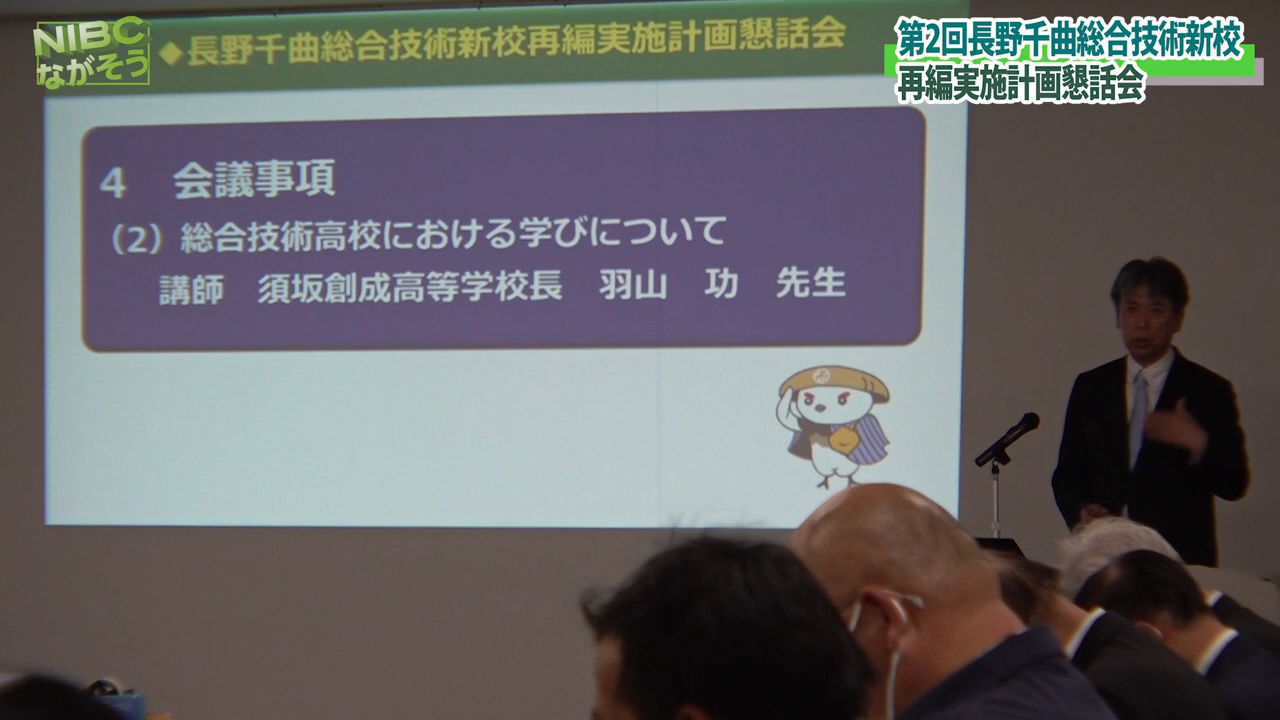 NIBC
ながそう
第2回長野千曲総合技術新校
再編実施計画懇話会
◆長野千曲総合技術新校再編実施計画懇話会
4 会議事項
(2) 総合技術高校における学びについて
講師 須坂創成高等学校長 羽山 功 先生